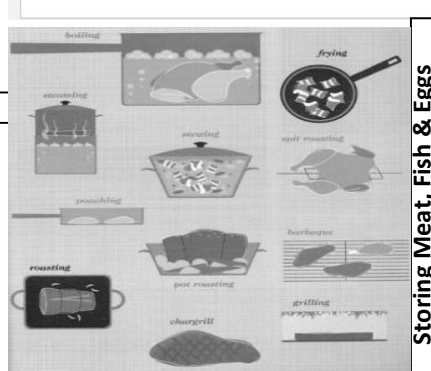 boiling
frying
steaming
stewing
spit roasting
poaching
barbeque
roasting
pot roasting
grilling
chargrill
Storing Meat, Fish & Eggs